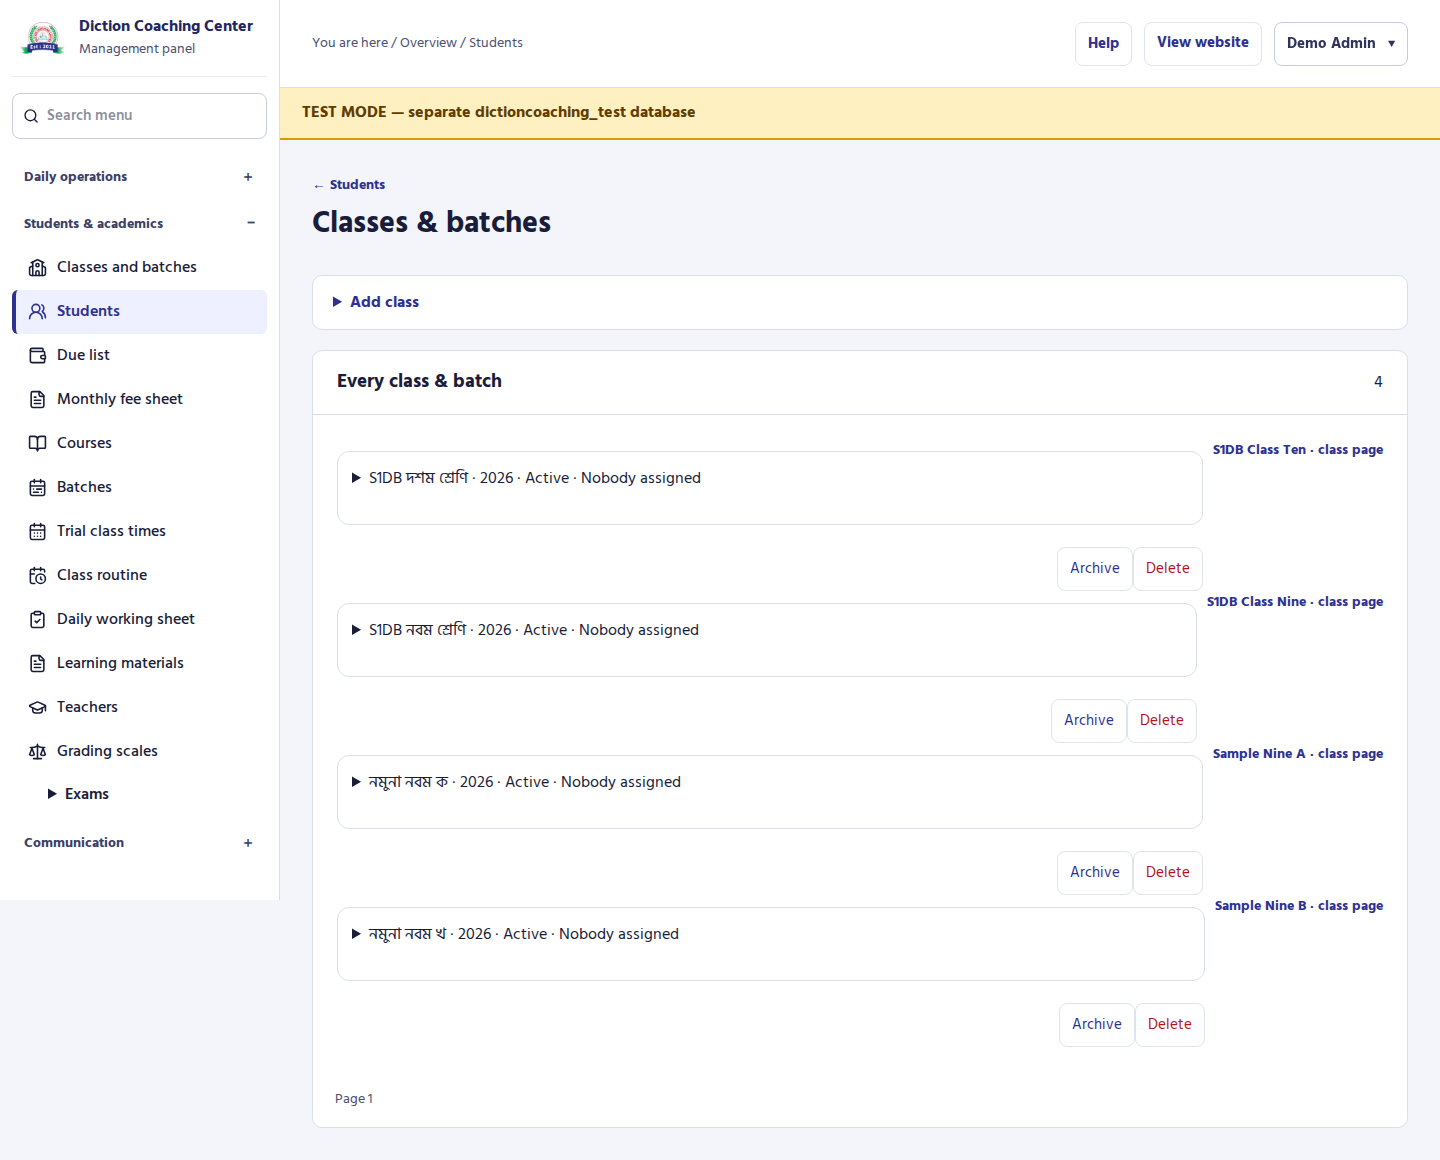 Diction Coaching Center
Management panel
Est : 2011
Search menu
Daily operations +
Students & academics −
Classes and batches
Students
Due list
Monthly fee sheet
Courses
Batches
Trial class times
Class routine
Daily working sheet
Learning materials
Teachers
Grading scales
▶ Exams
Communication +
You are here / Overview / Students
Help
View website
Demo Admin ▼
TEST MODE — separate dictioncoaching_test database
← Students
Classes & batches
▶ Add class
Every class & batch 4
S1DB Class Ten · class page
▶ S1DB দশম শ্রেণি · 2026 · Active · Nobody assigned
Archive Delete
S1DB Class Nine · class page
▶ S1DB নবম শ্রেণি · 2026 · Active · Nobody assigned
Archive Delete
Sample Nine A · class page
▶ নমুনা নবম ক · 2026 · Active · Nobody assigned
Archive Delete
Sample Nine B · class page
▶ নমুনা নবম খ · 2026 · Active · Nobody assigned
Archive Delete
Page 1